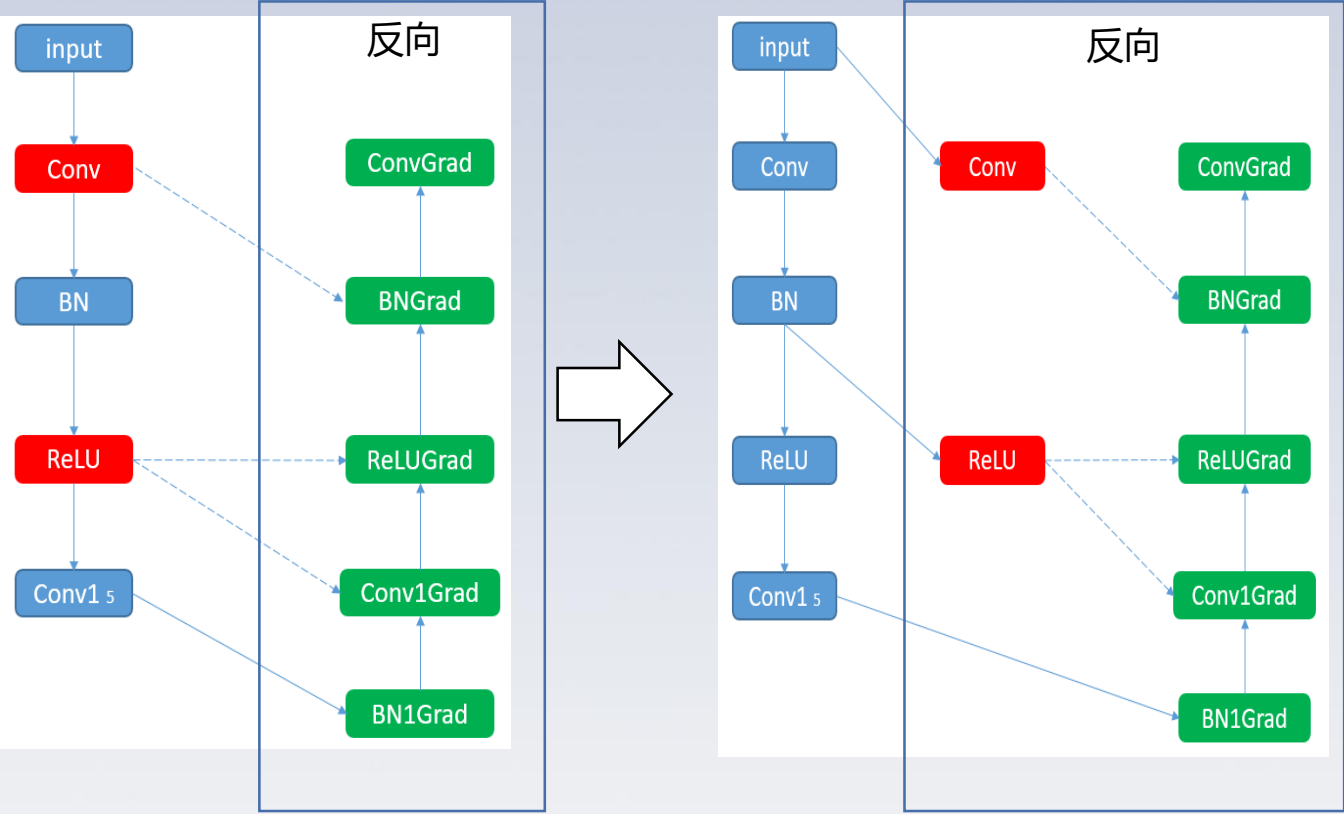 反向
input
Conv
ConvGrad
BN
BNGrad
ReLU
ReLUGrad
Conv1 5
Conv1Grad
BN1Grad
反向
input
Conv
Conv
ConvGrad
BN
BNGrad
ReLU
ReLU
ReLUGrad
Conv1 5
Conv1Grad
BN1Grad